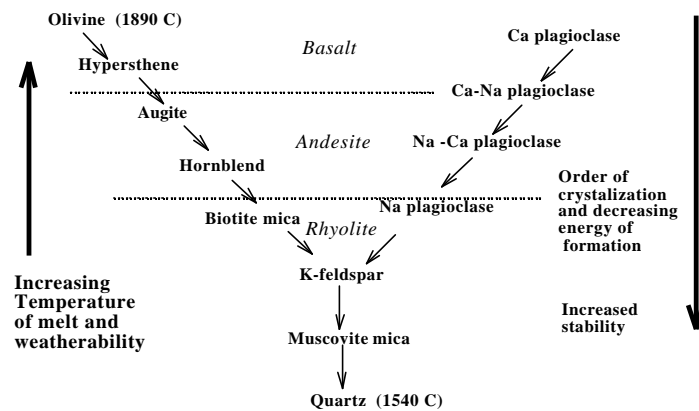 Olivine (1890 C)
Basalt
Ca plagioclase
Hypersthene
Ca-Na plagioclase
Augite
Andesite
Na -Ca plagioclase
Hornblend
Order of
crystalization
and decreasing
energy of
formation
Biotite mica
Na plagioclase
Rhyolite
K-feldspar
Increasing
Temperature
of melt and
weatherability
Increased
stability
Muscovite mica
Quartz (1540 C)